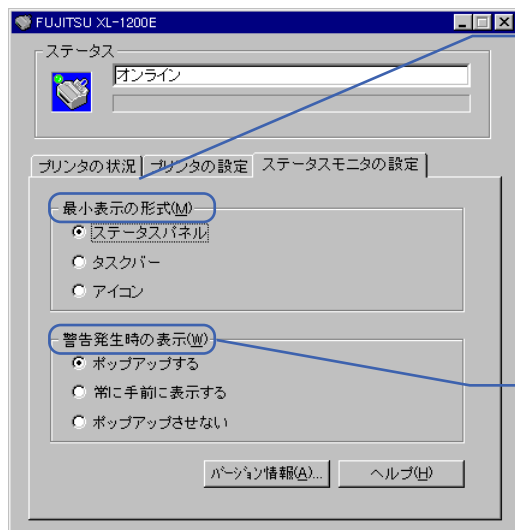 FUJITSU XL-1200E
ステータス
オンライン
プリンタの状況 プリンタの設定 ステータスモニタの設定
最小表示の形式(M)
ステータスパネル
タスクバー
アイコン
警告発生時の表示(W)
ポップアップする
常に手前に表示する
ポップアップさせない
バージョン情報(A)... ヘルプ(H)